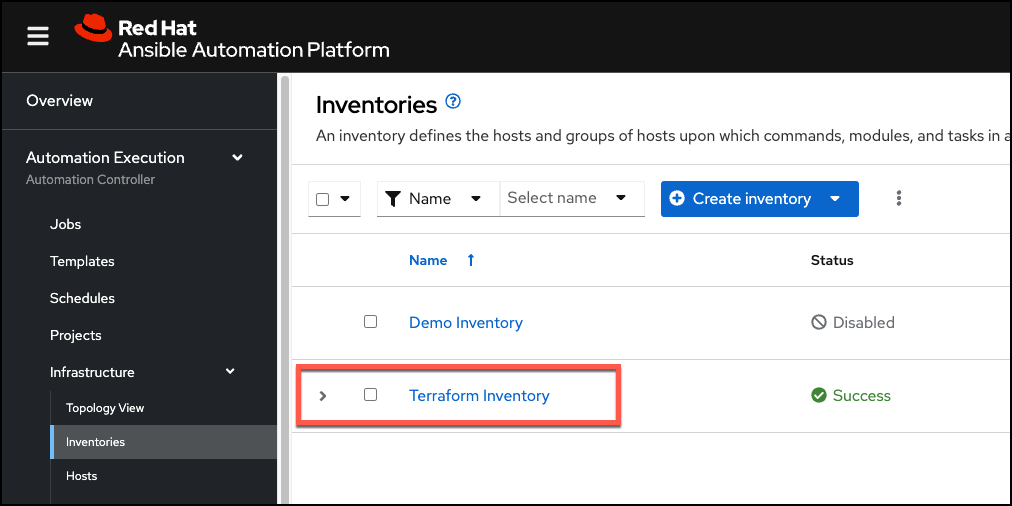 Red Hat
Ansible Automation Platform
Overview
Automation Execution
Automation Controller
Jobs
Templates
Schedules
Projects
Infrastructure
Topology View
Inventories
Hosts
Inventories
An inventory defines the hosts and groups of hosts upon which commands, modules, and tasks in a
Name Select name Create inventory
Name Status
Demo Inventory Disabled
Terraform Inventory Success